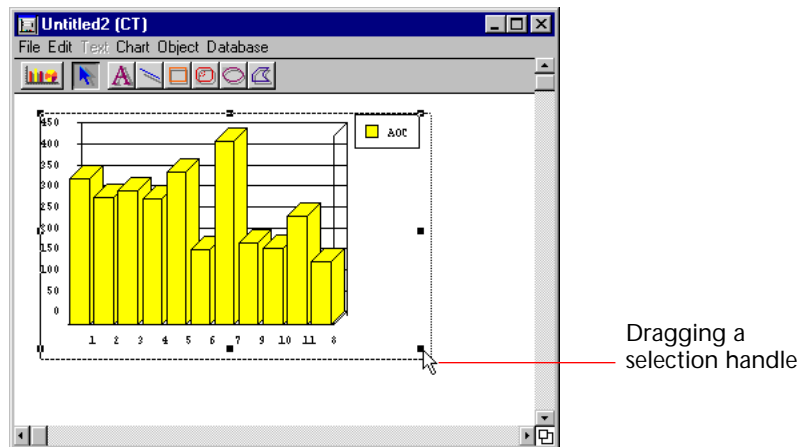 Untitled2 (CT)
File Edit Text Chart Object Database
A
450
400
350
300
250
200
150
100
50
0
AOC
1 2 3 4 5 6 7 9 10 11 8
Dragging a
selection handle